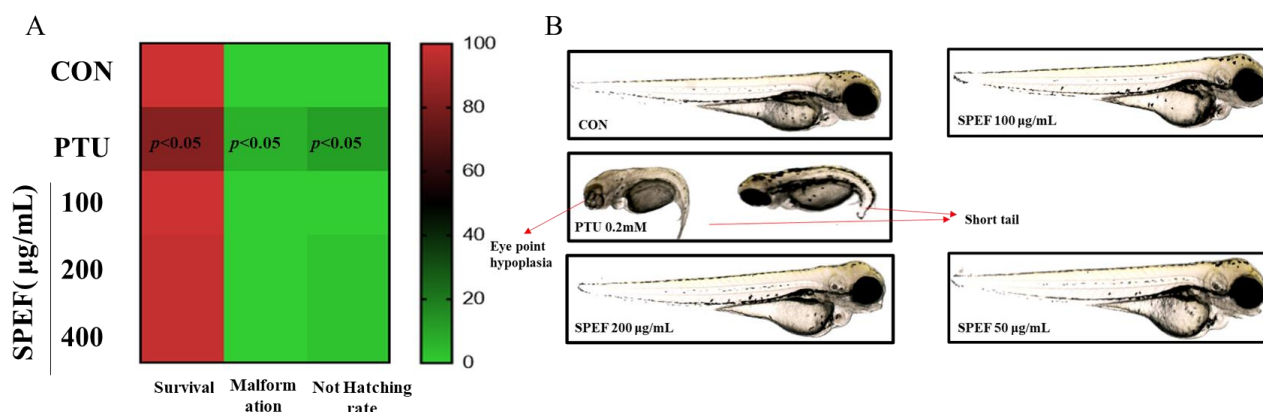 A
CON
PTU
SPEF( μg/mL)
100
200
400
p<0.05 p<0.05 p<0.05
Survival
Malform
ation
Not Hatching
rate
100
80
60
40
20
0
B
CON
SPEF 100 μg/mL
PTU 0.2mM
Eye point
hypoplasia
Short tail
SPEF 200 μg/mL
SPEF 50 μg/mL